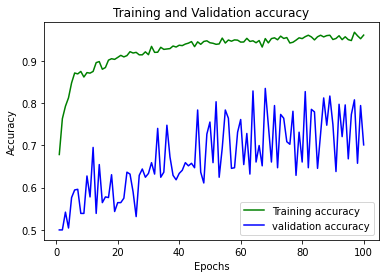 Training and Validation accuracy
Accuracy
0.9
0.8
0.7
0.6
0.5
0
20
40
60
80
100
Epochs
Training accuracy
validation accuracy